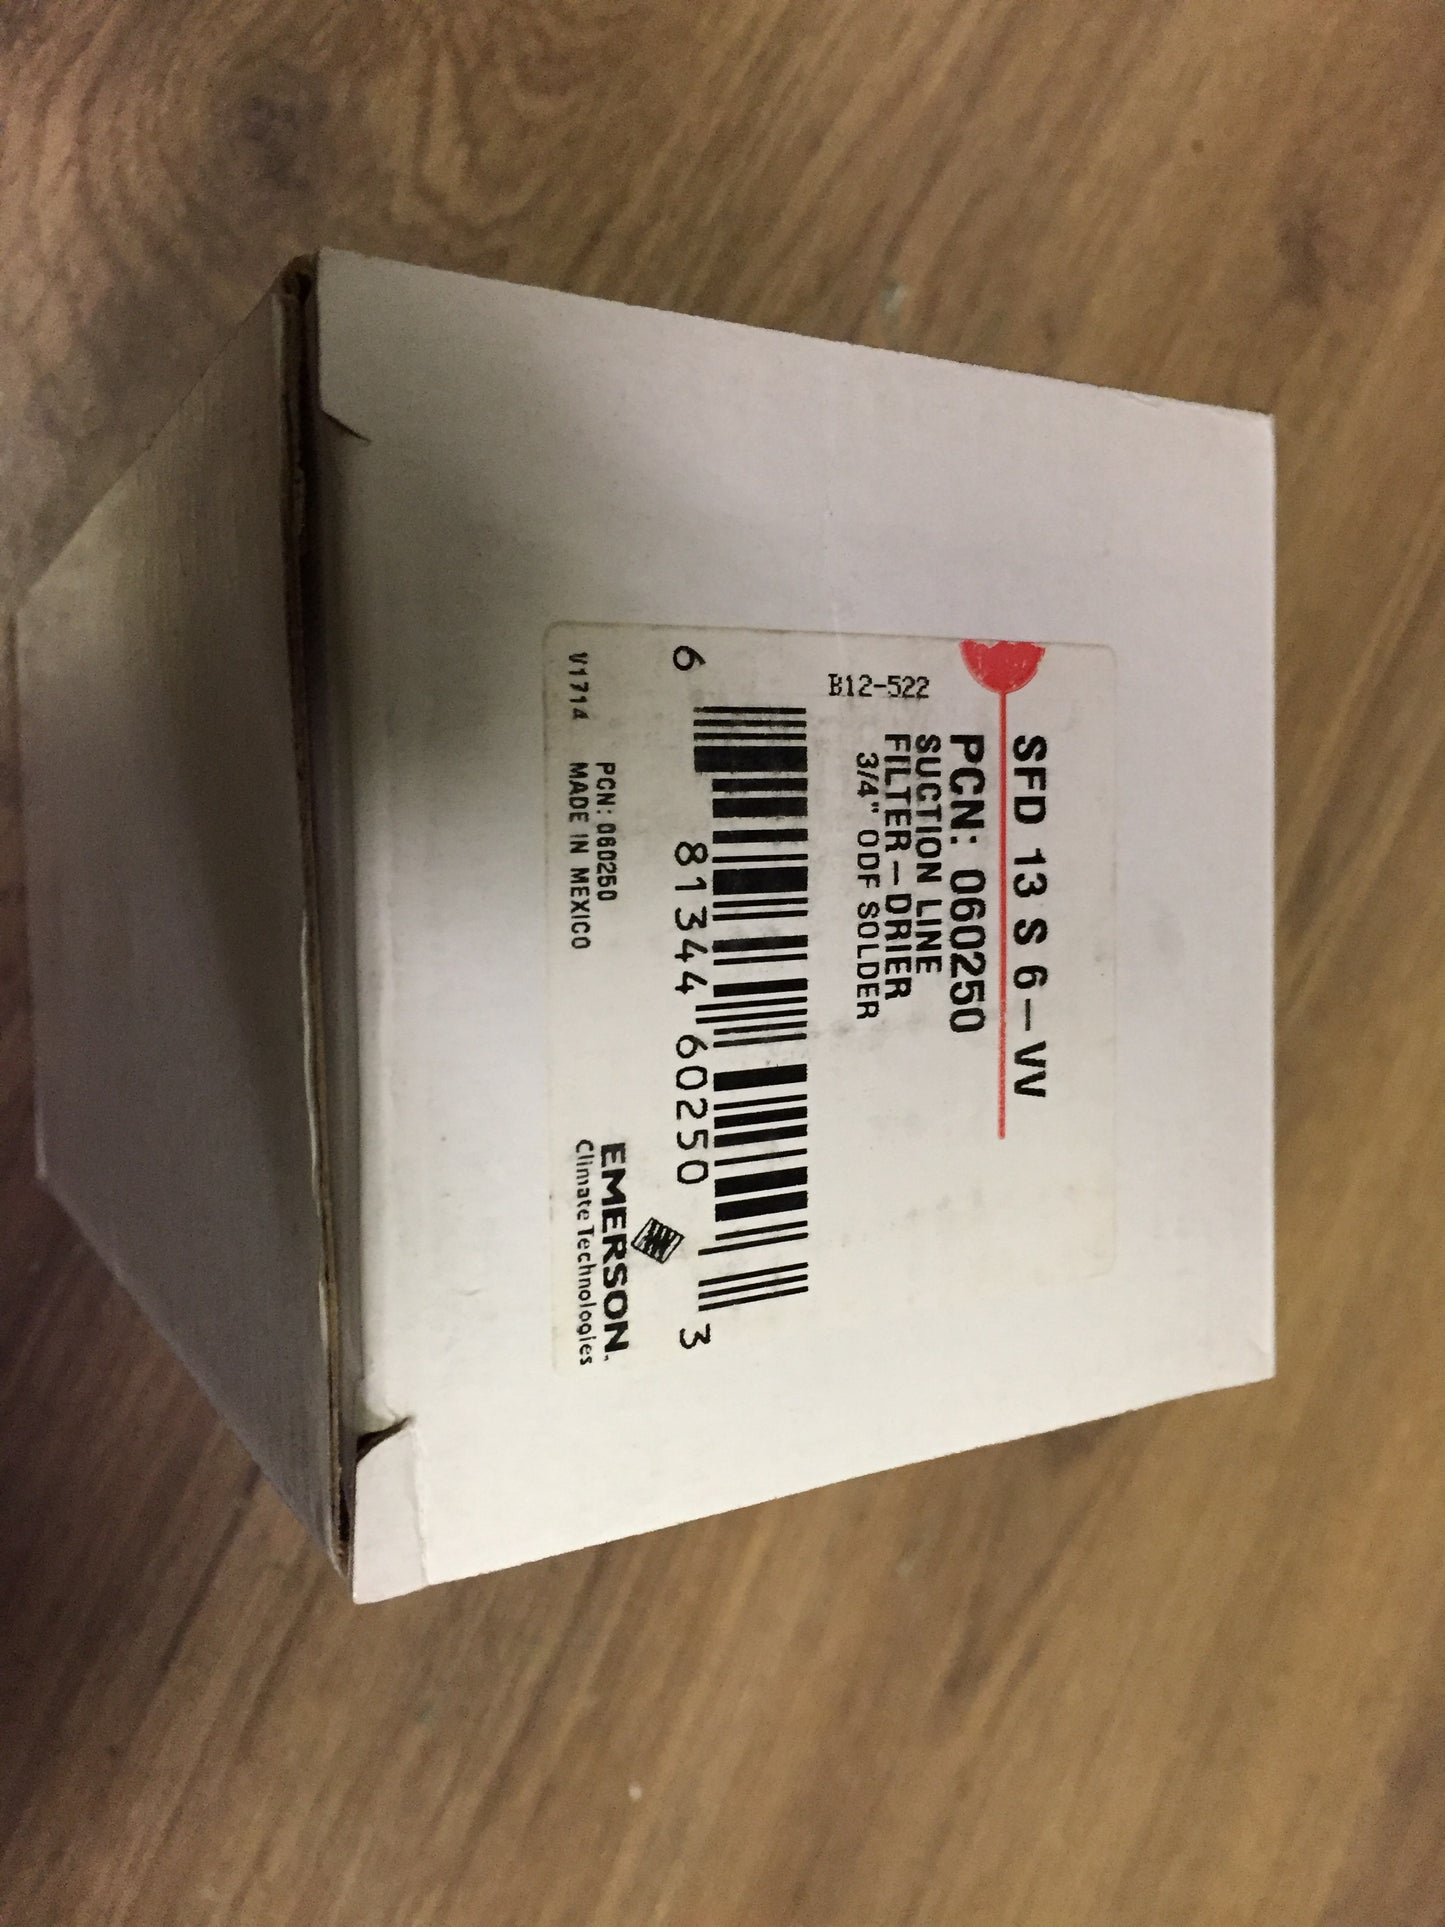 SFD 13 S 6-VV
PCN: 060250
SUCTION LINE
FILTER-DRIER
3/4" ODF SOLDER
B12-522
6 81344 60250 3
PCN: 060250
V1714 MADE IN MEXICO
EMERSON.
Climate Technologies